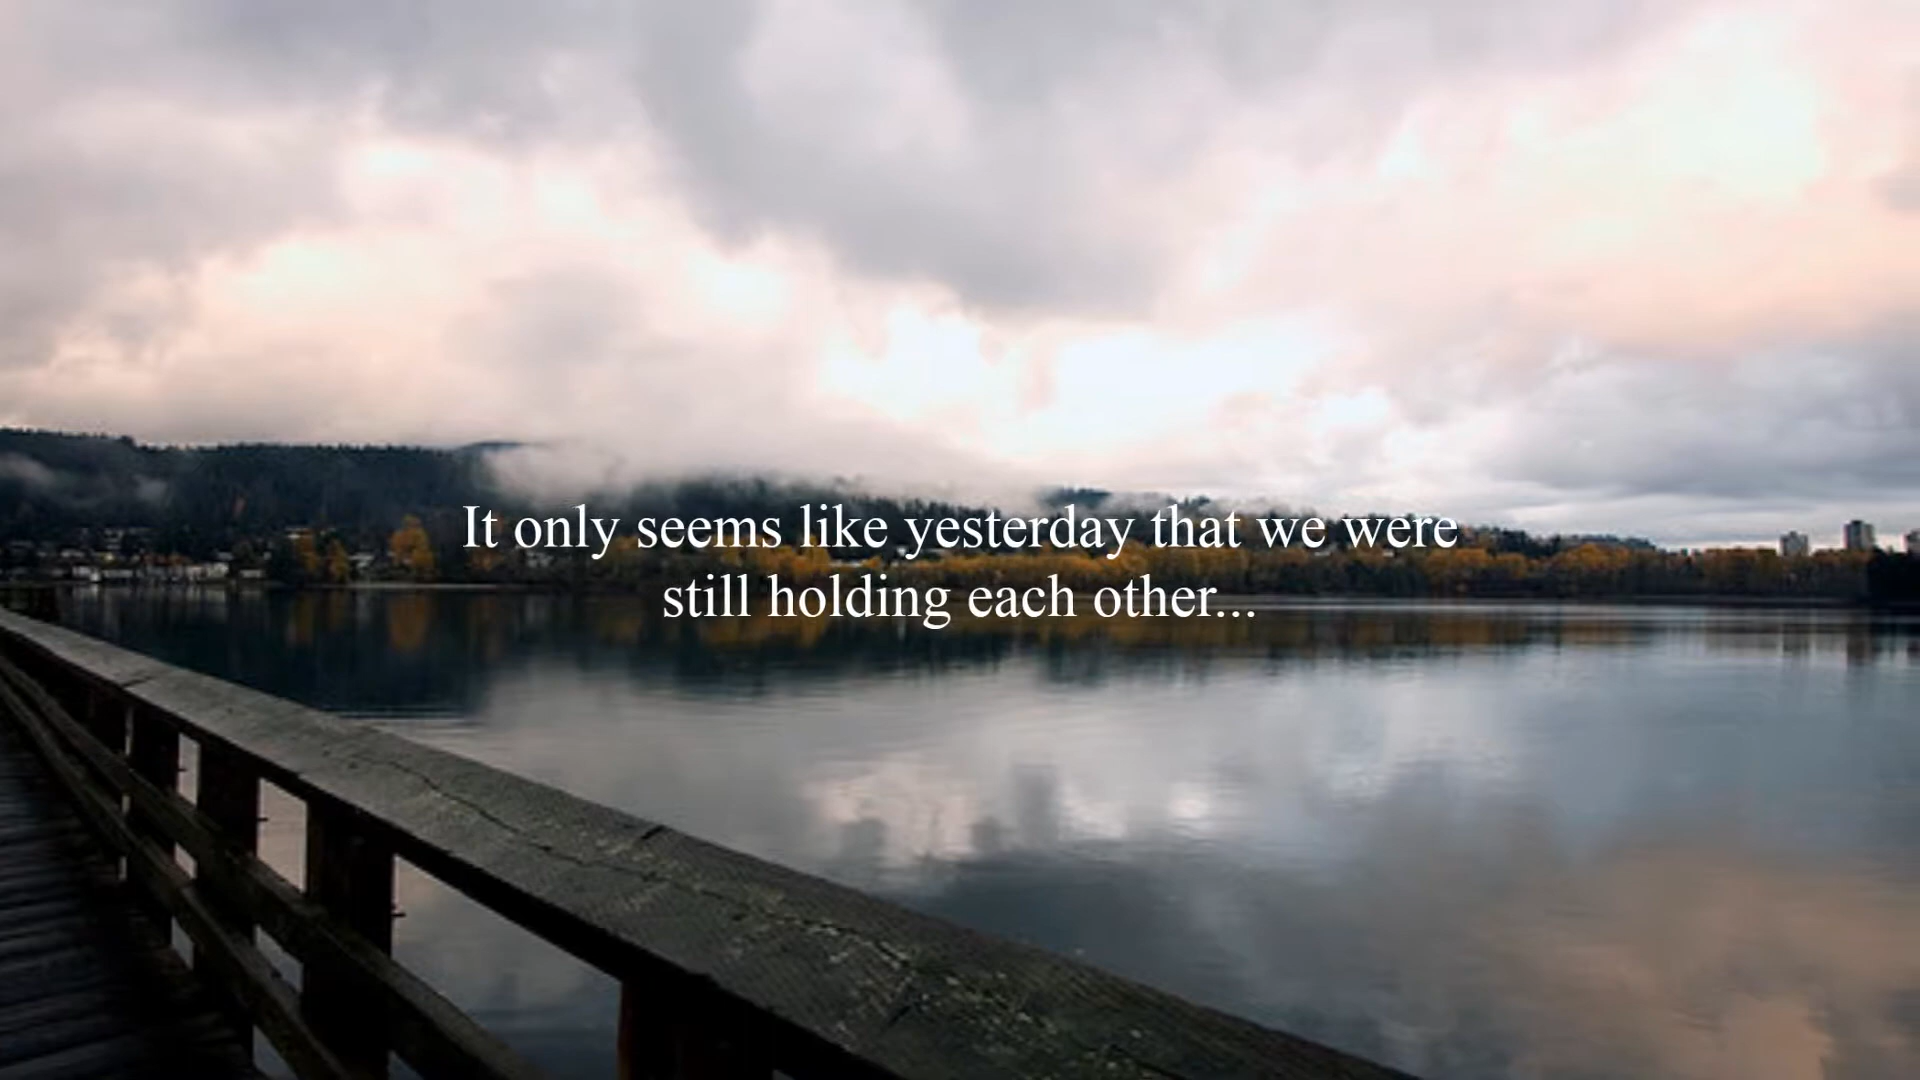 It only seems like yesterday that we were
still holding each other...